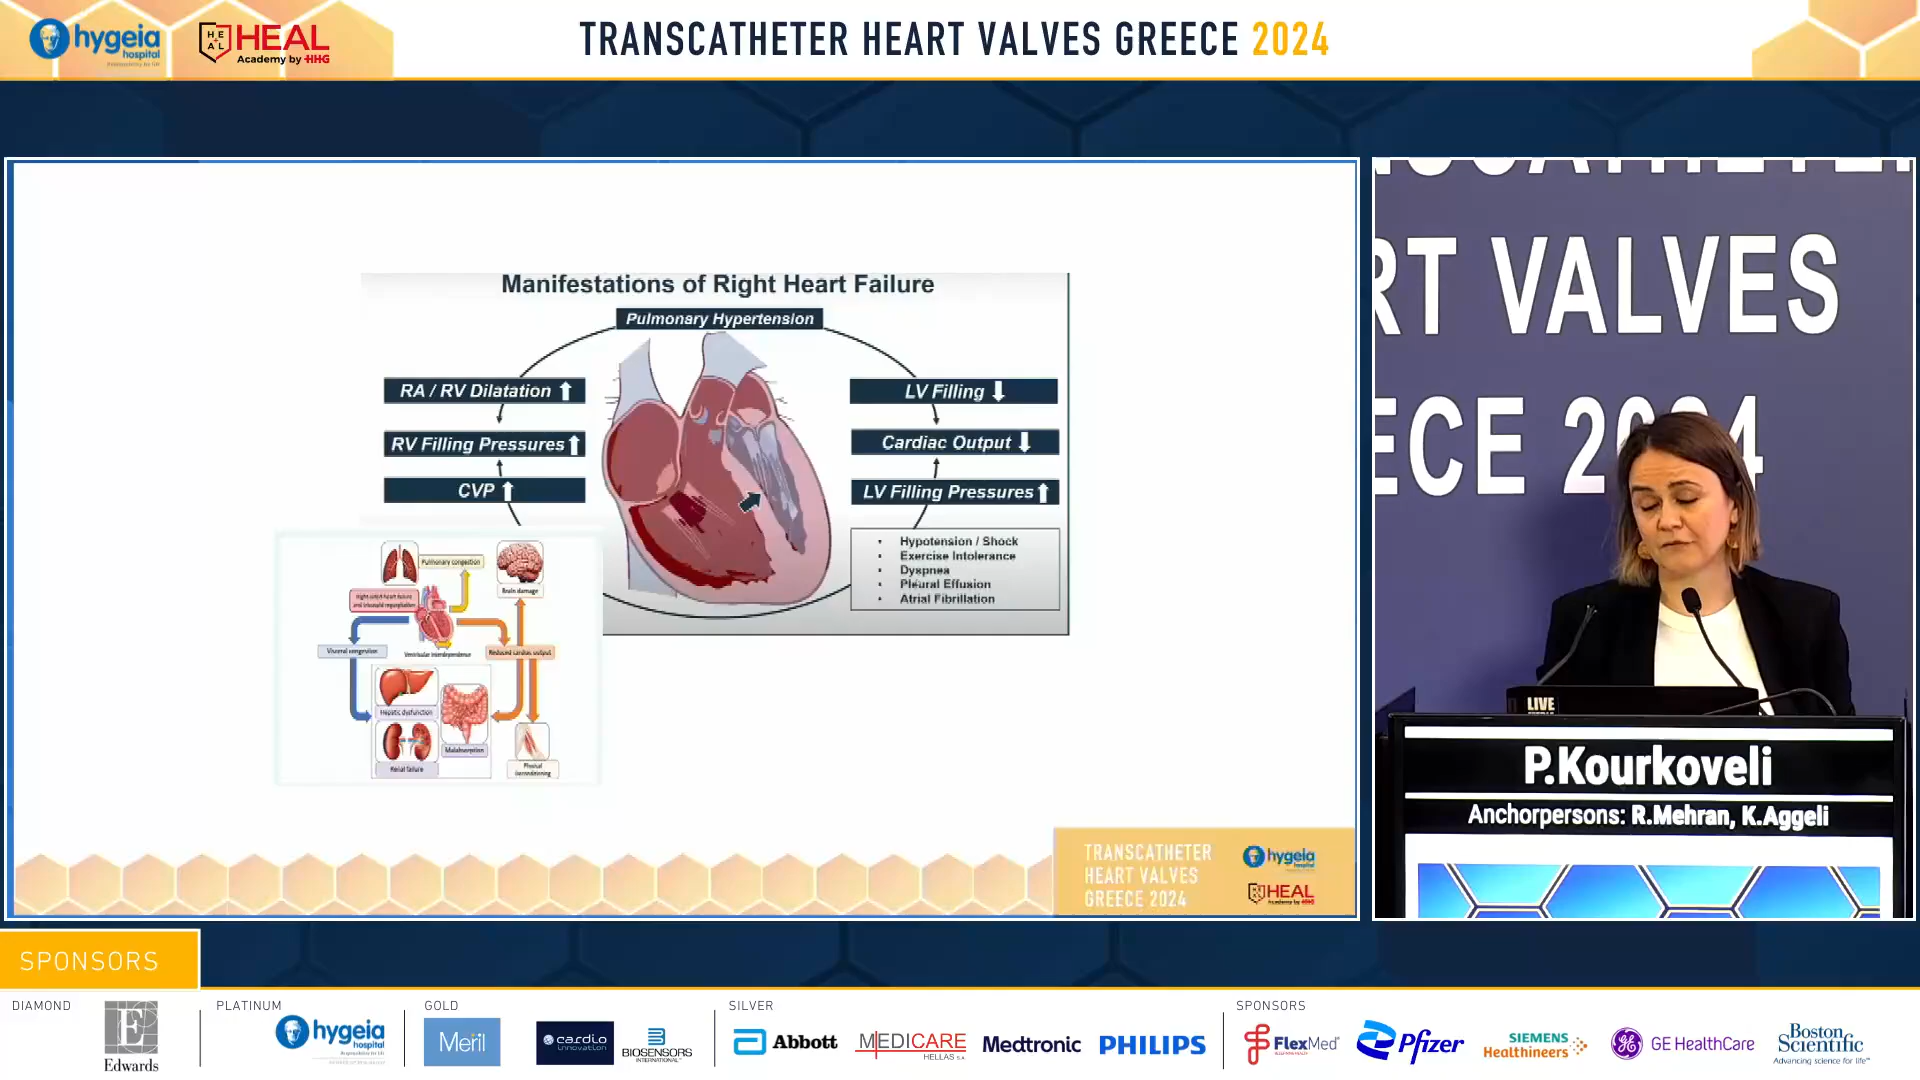 hygeia
hospital
HEAL
HEAL
Academy by HHG
TRANSCATHETER HEART VALVES GREECE 2024
Manifestations of Right Heart Failure
Pulmonary Hypertension
RA / RV Dilatation
RV Filling Pressures
CVP
LV Filling
Cardiac Output
LV Filling Pressures
• Hypotension / Shock
• Exercise Intolerance
• Dyspnea
• Pleural Effusion
• Atrial Fibrillation
Pulmonary congestion
Brain damage
Right-sided heart failure
and tricuspid regurgitation
Visceral congestion
Ventricular interdependence
Reduced cardiac output
Hepatic dysfunction
Malabsorption
Renal failure
Physical
TRANSCATHETER
HEART VALVES
GREECE 2024
hygeia
hospital
HEAL
Academy by HHG
RT VALVES
ECE 2024
LIVE
P.Kourkoveli
Anchorpersons: R.Mehran, K.Aggeli
SPONSORS
DIAMOND
E
Edwards
PLATINUM
hygeia
hospital
GOLD
Meril
cardio
innovation
BIOSENSORS
INTERNATIONAL
SILVER
Abbott
MEDICARE
HELLAS S.A.
Medtronic
PHILIPS
SPONSORS
FlexMed
Pfizer
SIEMENS
Healthineers
GE HealthCare
Boston
Scientific
Advancing science for life™